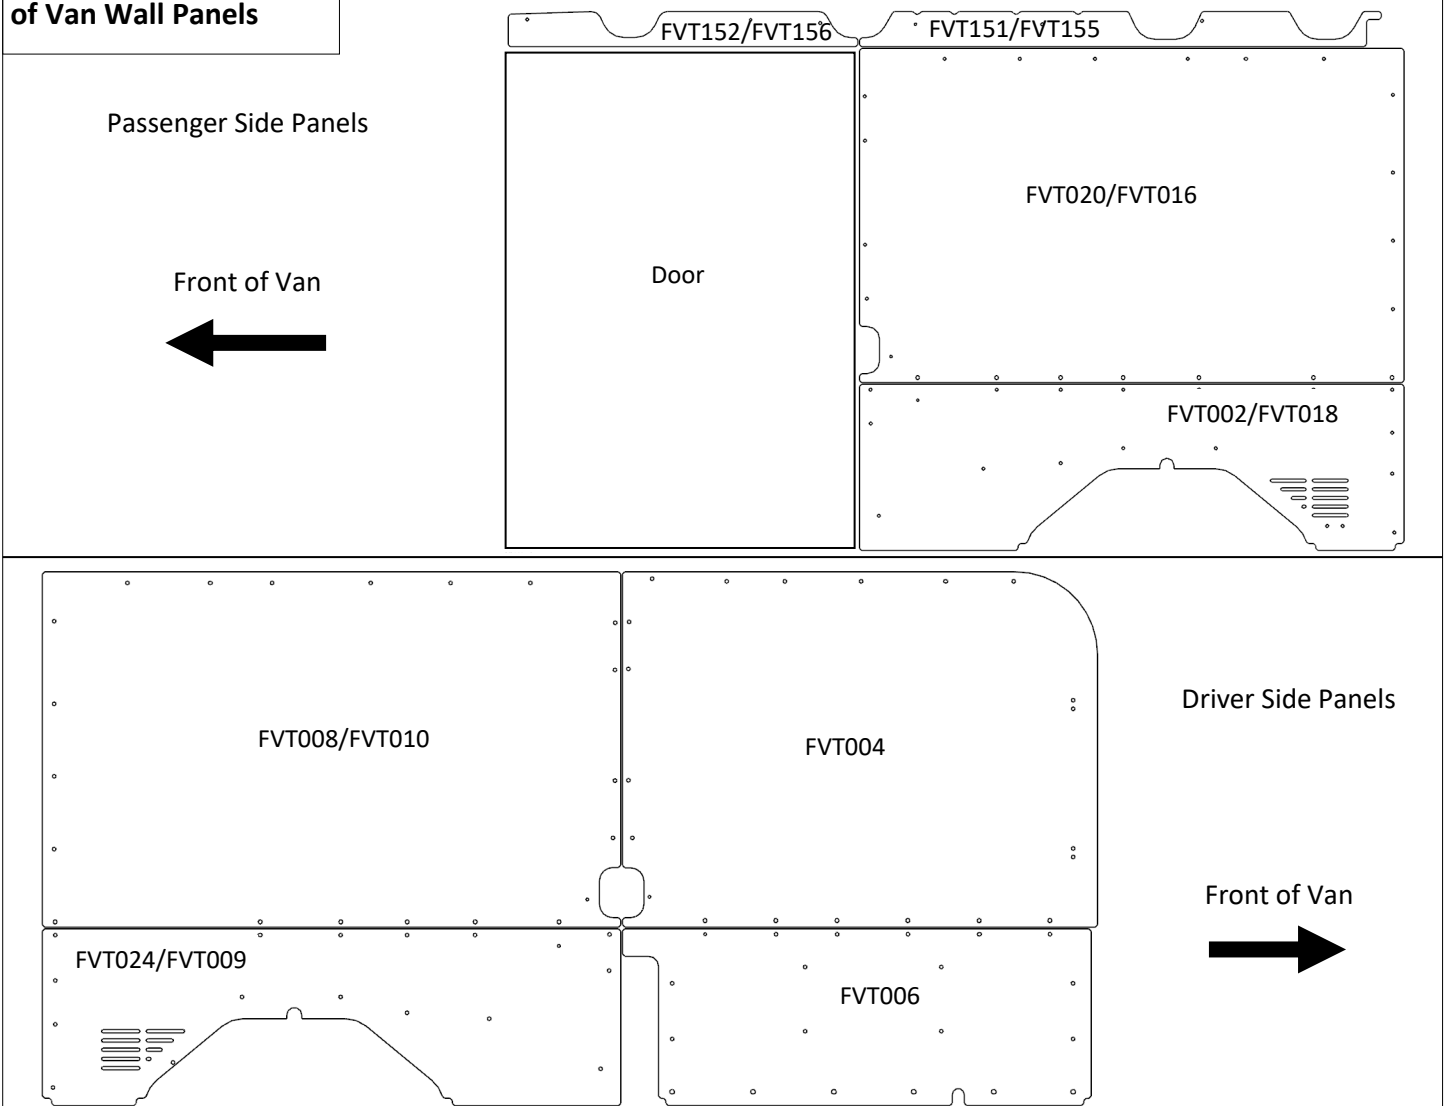 of Van Wall Panels
FVT152/FVT156
FVT151/FVT155
Passenger Side Panels
FVT020/FVT016
Front of Van
Door
FVT002/FVT018
Driver Side Panels
FVT008/FVT010
FVT004
Front of Van
FVT024/FVT009
FVT006